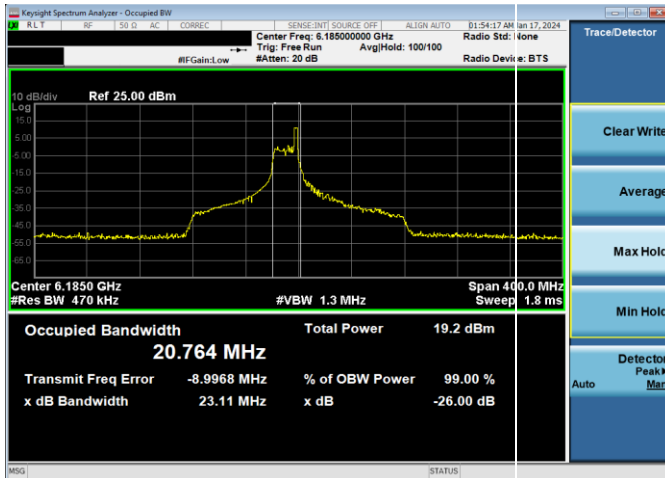 Keysight Spectrum Analyzer - Occupied BW
RLT RF 50 Ω AC CORREC SENSE:INT SOURCE OFF ALIGN AUTO 01:54:17 AM Jan 17, 2024
Center Freq: 6.185000000 GHz Radio Std: None
Trig: Free Run Avg|Hold: 100/100
#IFGain:Low #Atten: 20 dB Radio Device: BTS
10 dB/div Ref 25.00 dBm
Log
15.0
5.00
-5.00
-15.0
-25.0
-35.0
-45.0
-55.0
-65.0
Center 6.1850 GHz Span 400.0 MHz
#Res BW 470 kHz #VBW 1.3 MHz Sweep 1.8 ms
Occupied Bandwidth Total Power 19.2 dBm
20.764 MHz
Transmit Freq Error -8.9968 MHz % of OBW Power 99.00 %
x dB Bandwidth 23.11 MHz x dB -26.00 dB
MSG STATUS
Trace/Detector
Clear Write
Average
Max Hold
Min Hold
Detector
Peak
Auto Man